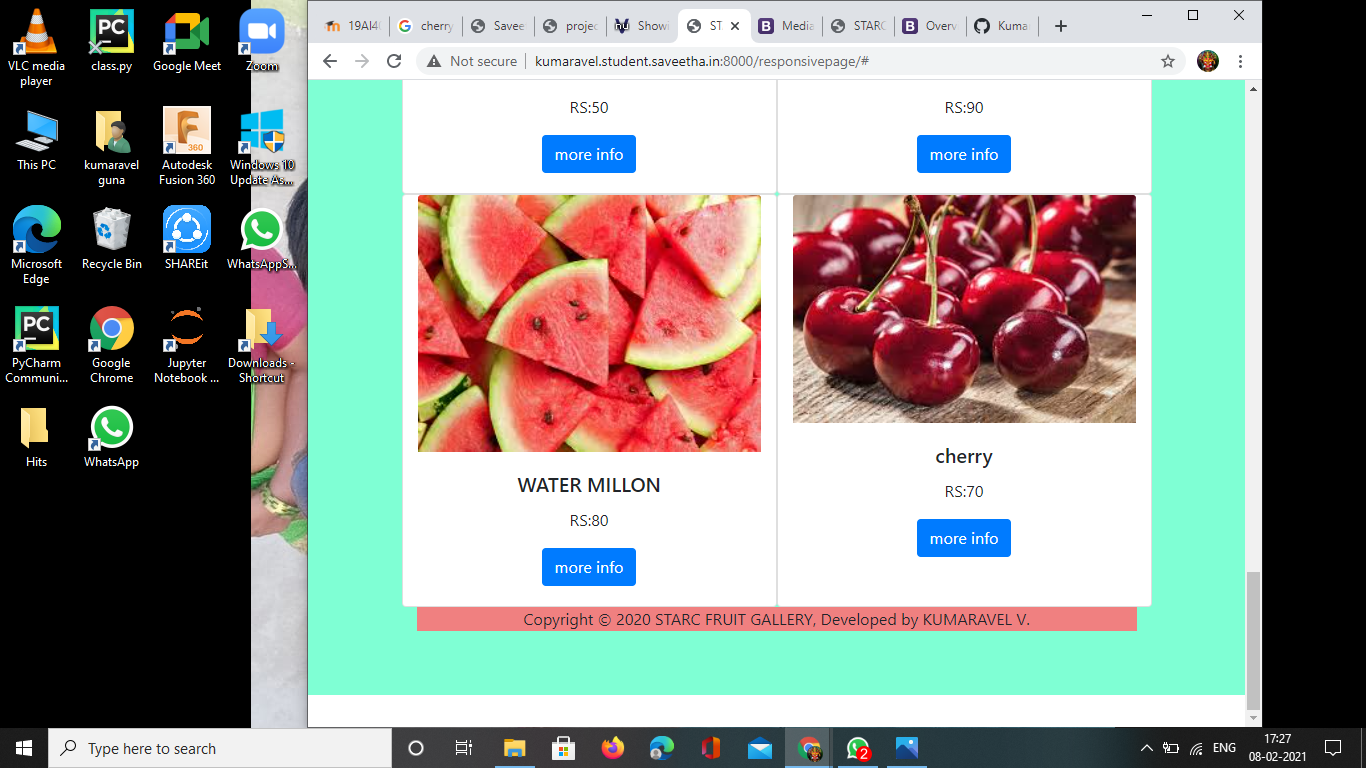 VLC media
player
class.py
Google Meet
Zoom
This PC
kumaravel
guna
Autodesk
Fusion 360
Windows 10
Update As...
Microsoft
Edge
Recycle Bin
SHAREit
WhatsAppS...
PyCharm
Communi...
Google
Chrome
Jupyter
Notebook ...
Downloads -
Shortcut
Hits
WhatsApp
19AI4
cherry
Savee
projec
Showi
ST
Media
STARC
Overv
Kuma
Not secure
kumaravel.student.saveetha.in:8000/responsivepage/#
RS:50
RS:90
more info
more info
WATER MILLON
RS:80
more info
cherry
RS:70
more info
Copyright © 2020 STARC FRUIT GALLERY, Developed by KUMARAVEL V.
Type here to search
2
ENG
17:27
08-02-2021